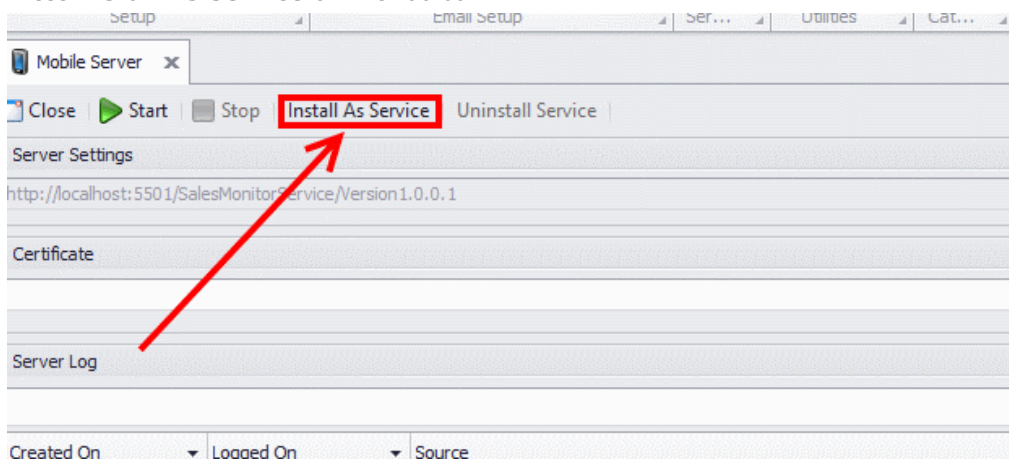 Setup Email Setup Ser... Utilities Cat...
Mobile Server
Close Start Stop Install As Service Uninstall Service
Server Settings
http://localhost:5501/SalesMonitorService/Version1.0.0.1
Certificate
Server Log
Created On Logged On Source